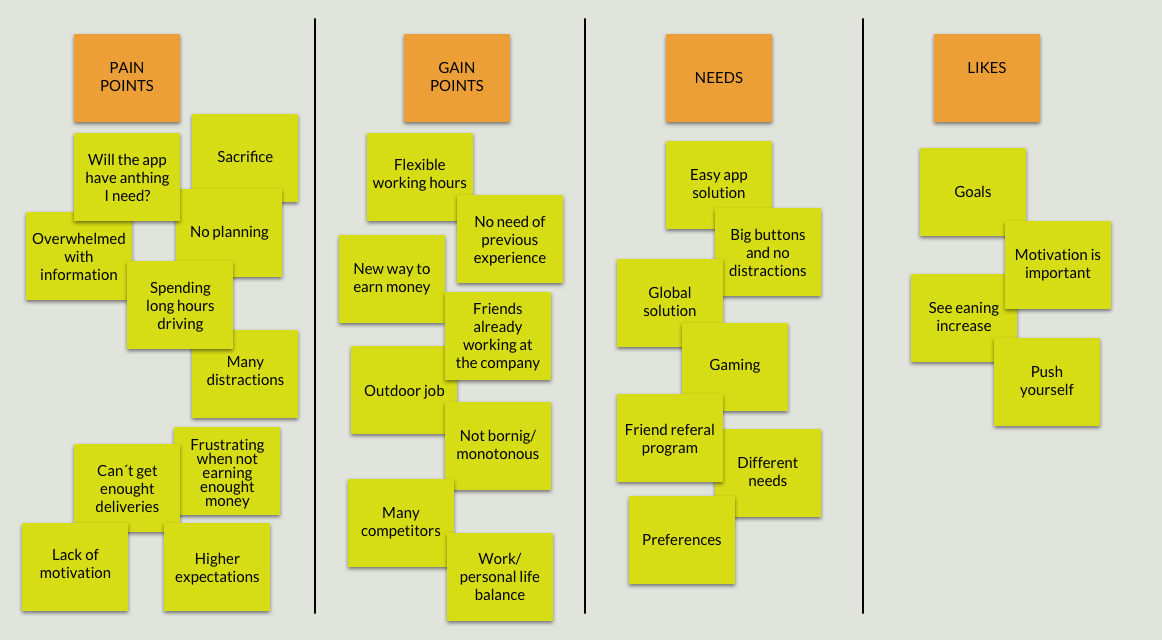 PAIN
POINTS
Will the app
have anthing
I need?
Sacrifice
Overwhelmed
with
information
No planning
Spending
long hours
driving
Many
distractions
Can´t get
enought
deliveries
Frustrating
when not
earning
enought
money
Lack of
motivation
Higher
expectations
GAIN
POINTS
Flexible
working hours
No need of
previous
experience
New way to
earn money
Friends
already
working at
the company
Outdoor job
Not bornig/
monotonous
Many
competitors
Work/
personal life
balance
NEEDS
Easy app
solution
Big buttons
and no
distractions
Global
solution
Gaming
Friend referal
program
Different
needs
Preferences
LIKES
Goals
Motivation is
important
See eaning
increase
Push
yourself